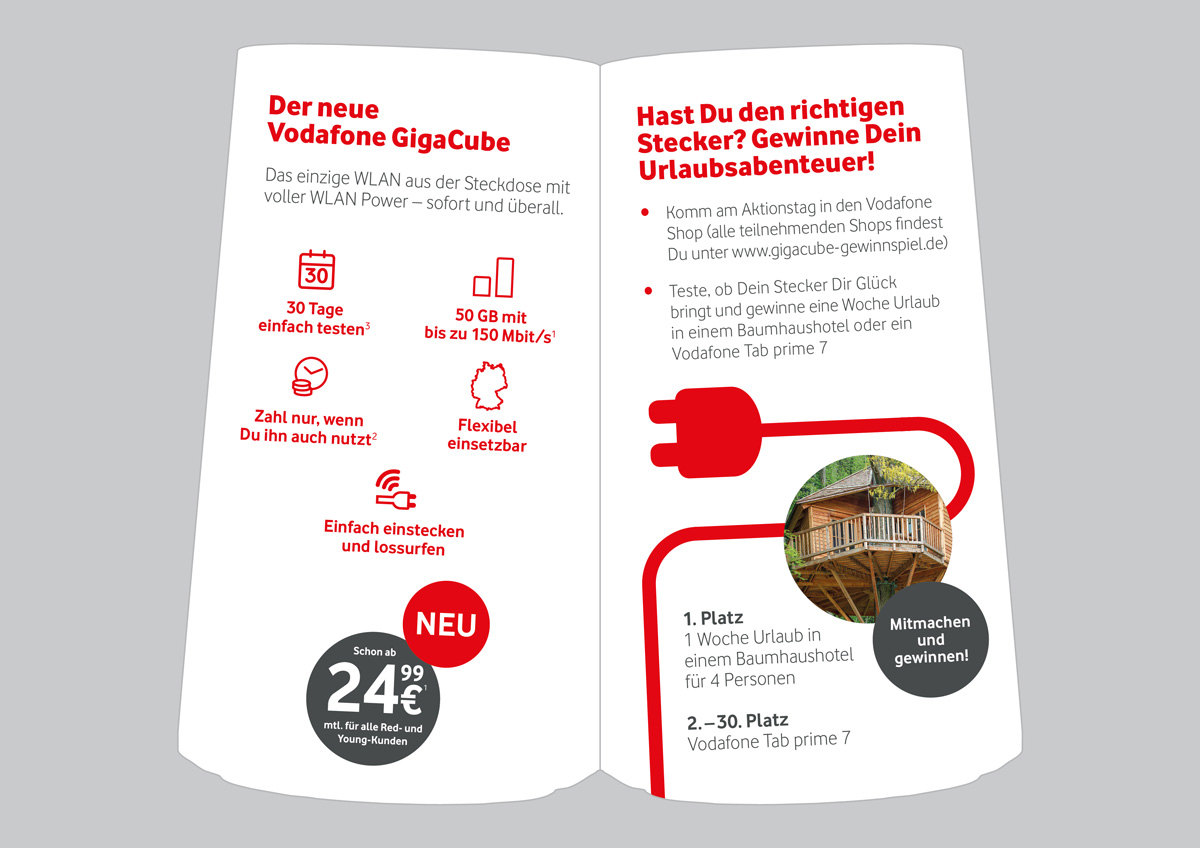 Der neue
Vodafone GigaCube
Das einzige WLAN aus der Steckdose mit
voller WLAN Power – sofort und überall.
30
30 Tage
einfach testen³
50 GB mit
bis zu 150 Mbit/s¹
Zahl nur, wenn
Du ihn auch nutzt²
Flexibel
einsetzbar
Einfach einstecken
und lossurfen
NEU
Schon ab
24⁹⁹€¹
mtl. für alle Red- und
Young-Kunden
Hast Du den richtigen
Stecker? Gewinne Dein
Urlaubsabenteuer!
• Komm am Aktionstag in den Vodafone
Shop (alle teilnehmenden Shops findest
Du unter www.gigacube-gewinnspiel.de)
• Teste, ob Dein Stecker Dir Glück
bringt und gewinne eine Woche Urlaub
in einem Baumhaushotel oder ein
Vodafone Tab prime 7
1. Platz
1 Woche Urlaub in
einem Baumhaushotel
für 4 Personen
Mitmachen
und
gewinnen!
2. – 30. Platz
Vodafone Tab prime 7